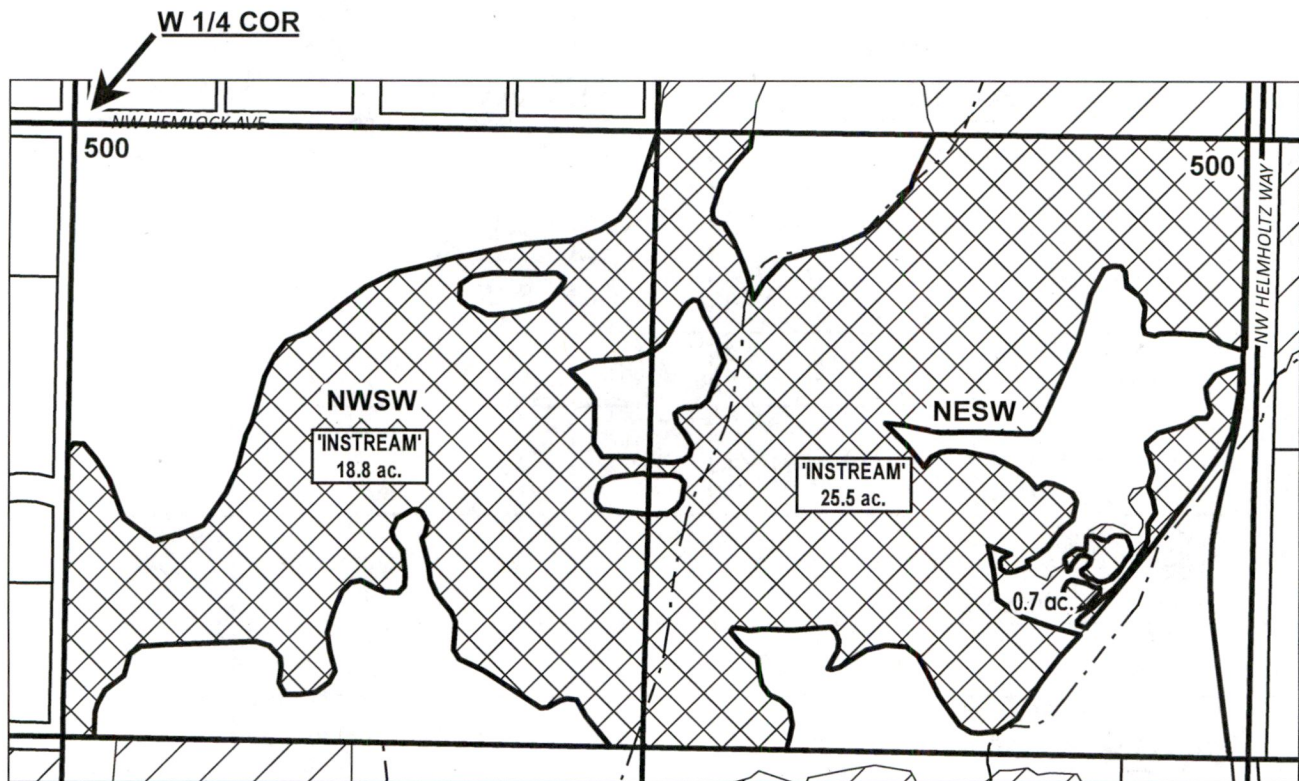 W 1/4 COR
NW HEMLOCK AVE
500
500
NW HELMHOLTZ WAY
NWSW
'INSTREAM'
18.8 ac.
NESW
'INSTREAM'
25.5 ac.
0.7 ac.